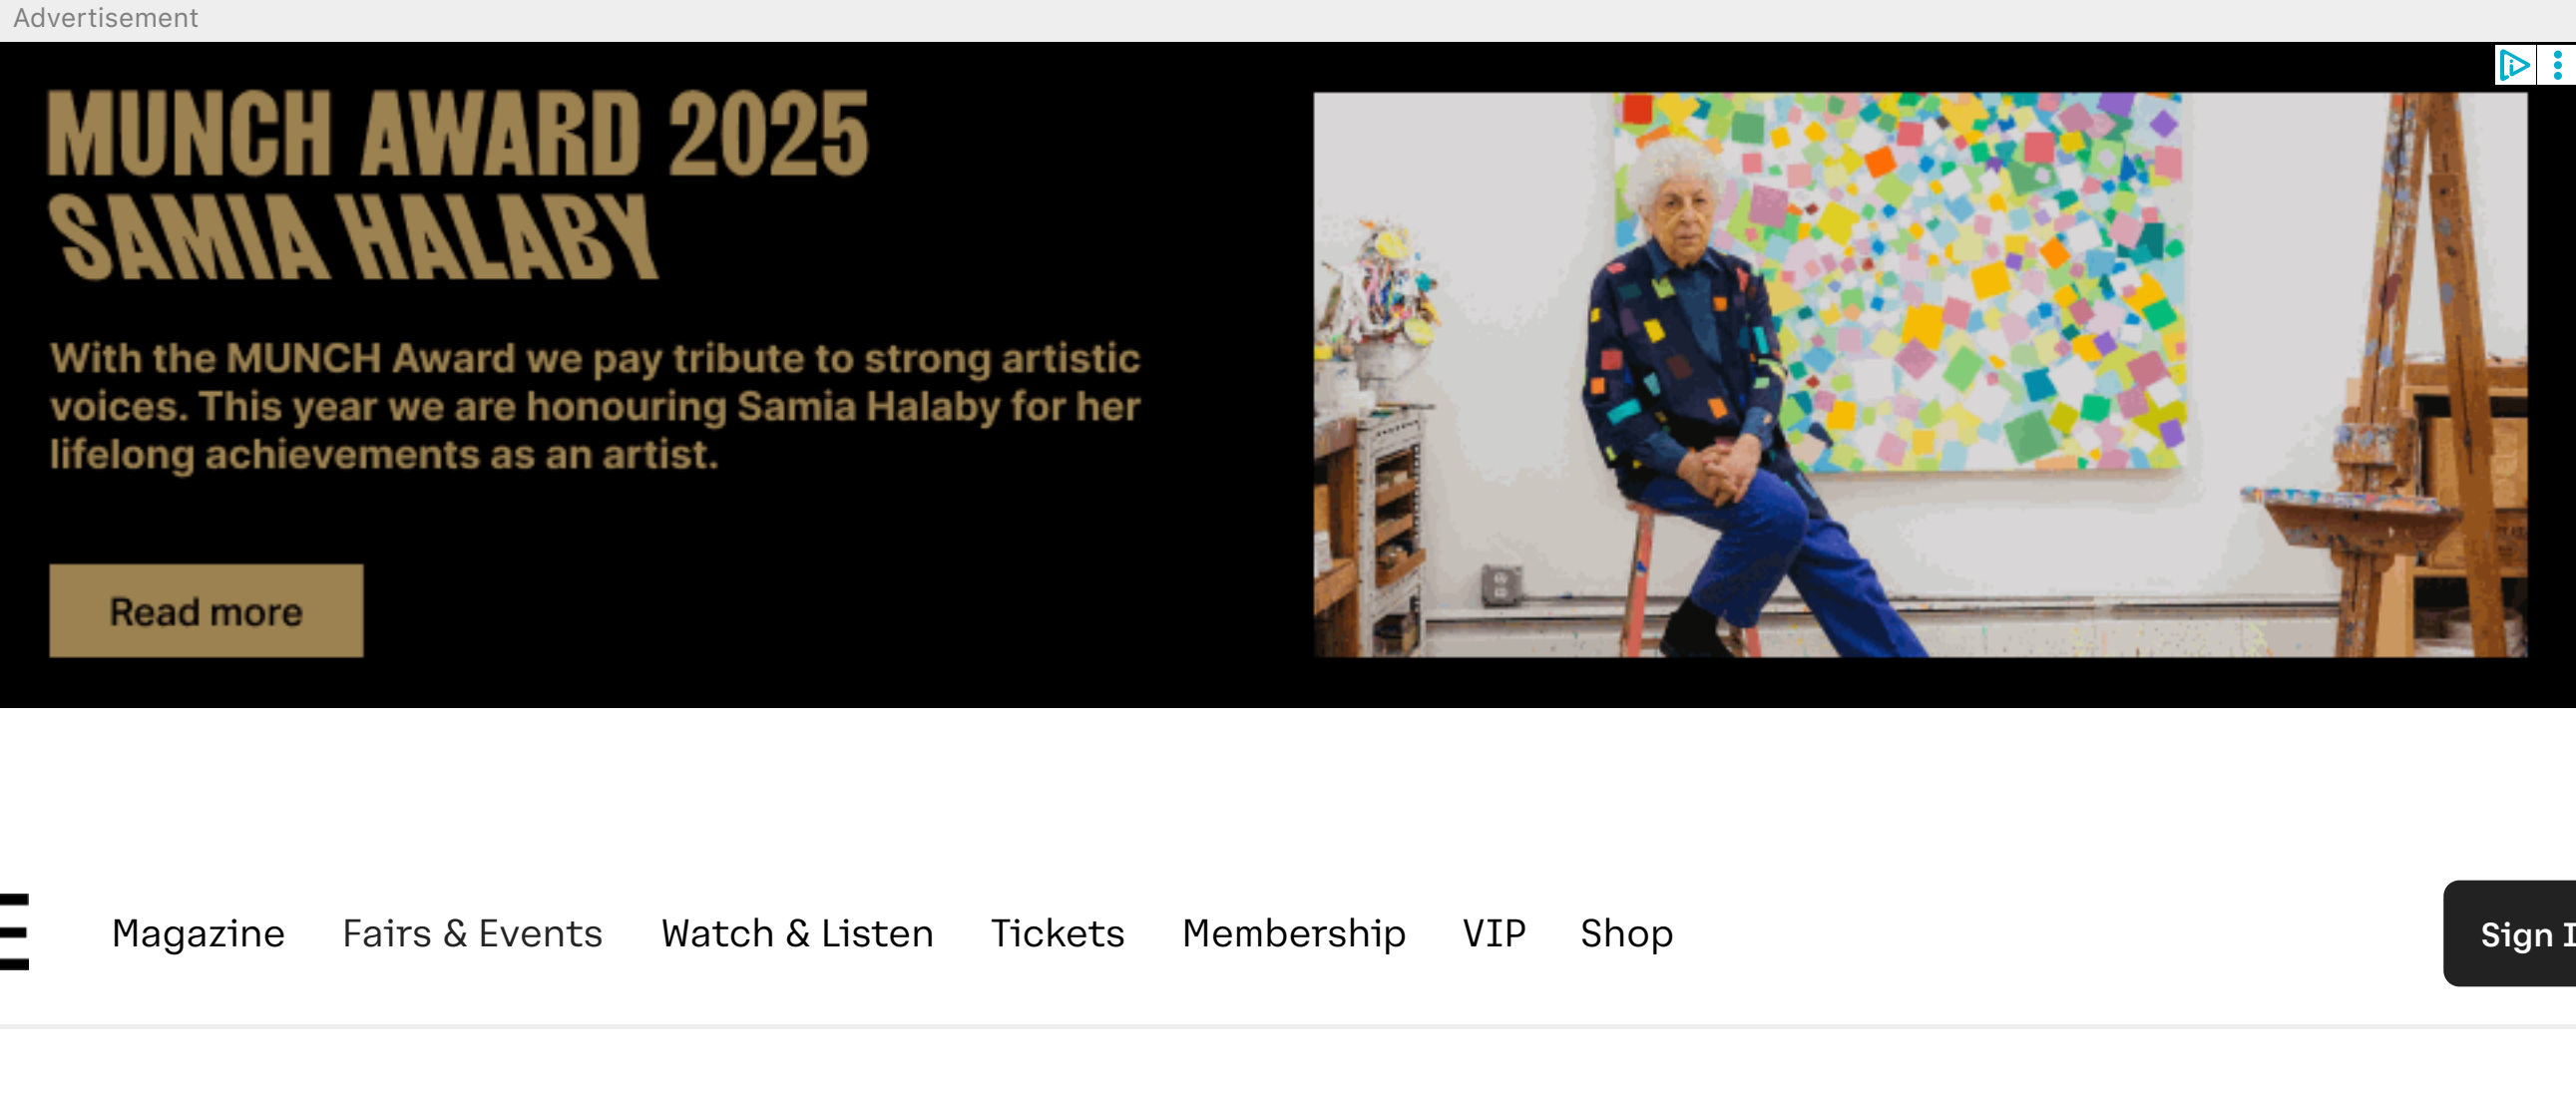 Advertisement
MUNCH AWARD 2025
SAMIA HALABY
With the MUNCH Award we pay tribute to strong artistic
voices. This year we are honouring Samia Halaby for her
lifelong achievements as an artist.
Read more
E Magazine Fairs & Events Watch & Listen Tickets Membership VIP Shop Sign I